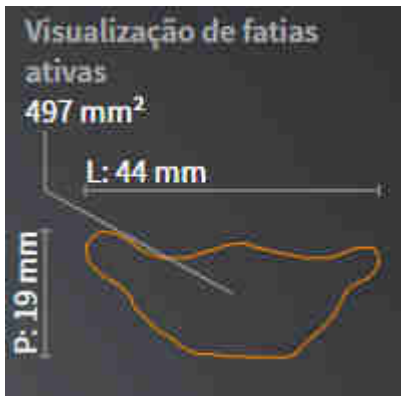 Visualização de fatias
ativas
497 mm²
L: 44 mm
P: 19 mm